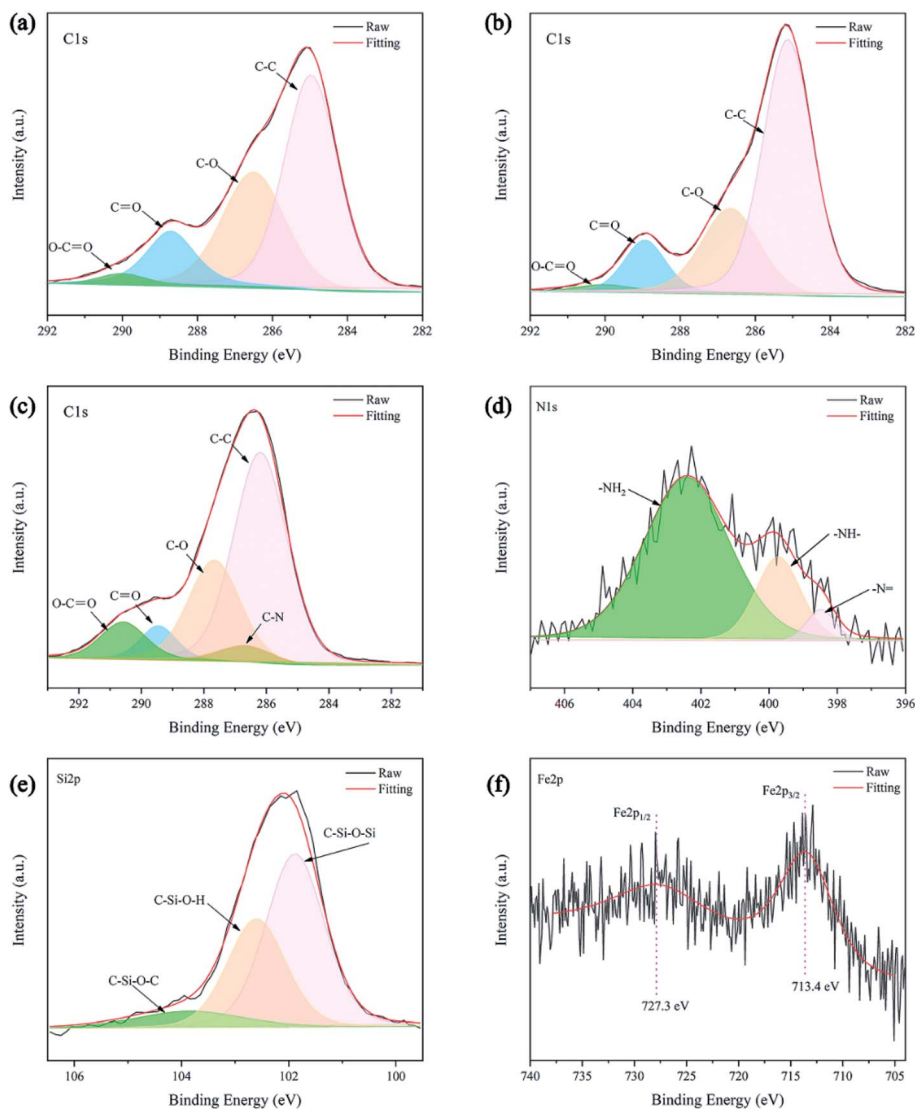 (a)
C1s
Raw
Fitting
C-C
C-O
C=O
O-C=O
Intensity (a.u.)
292 290 288 286 284 282
Binding Energy (eV)
(b)
C1s
Raw
Fitting
C-C
C-O
C=O
O-C=O
Intensity (a.u.)
292 290 288 286 284 282
Binding Energy (eV)
(c)
C1s
Raw
Fitting
C-C
C-O
C=O
O-C=O
C-N
Intensity (a.u.)
292 290 288 286 284 282
Binding Energy (eV)
(d)
N1s
Raw
Fitting
-NH₂
-NH-
-N=
Intensity (a.u.)
406 404 402 400 398 396
Binding Energy (eV)
(e)
Si2p
Raw
Fitting
C-Si-O-Si
C-Si-O-H
C-Si-O-C
Intensity (a.u.)
106 104 102 100
Binding Energy (eV)
(f)
Fe2p
Raw
Fitting
Fe2p₃/₂
Fe2p₁/₂
713.4 eV
727.3 eV
Intensity (a.u.)
740 735 730 725 720 715 710 705
Binding Energy (eV)